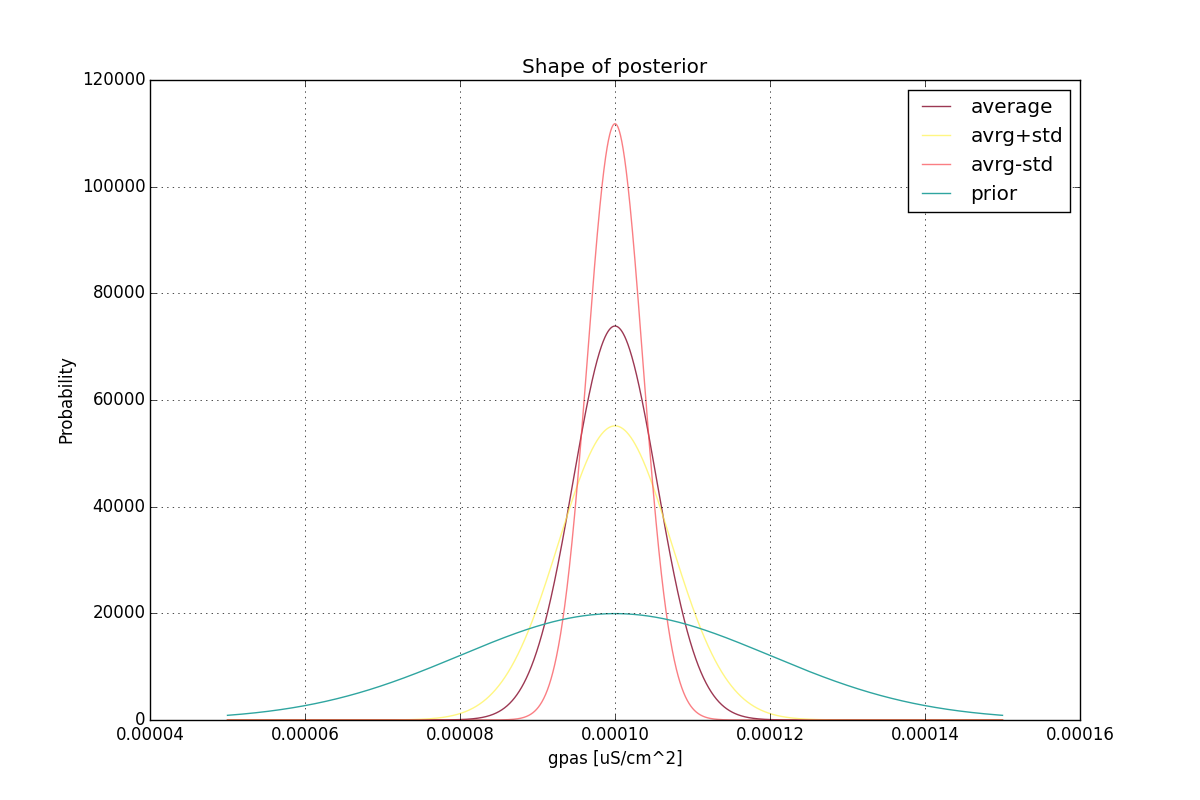 Shape of posterior
120000
100000
80000
60000
40000
20000
0
Probability
average
avrg+std
avrg-std
prior
0.00004 0.00006 0.00008 0.00010 0.00012 0.00014 0.00016
gpas [uS/cm^2]